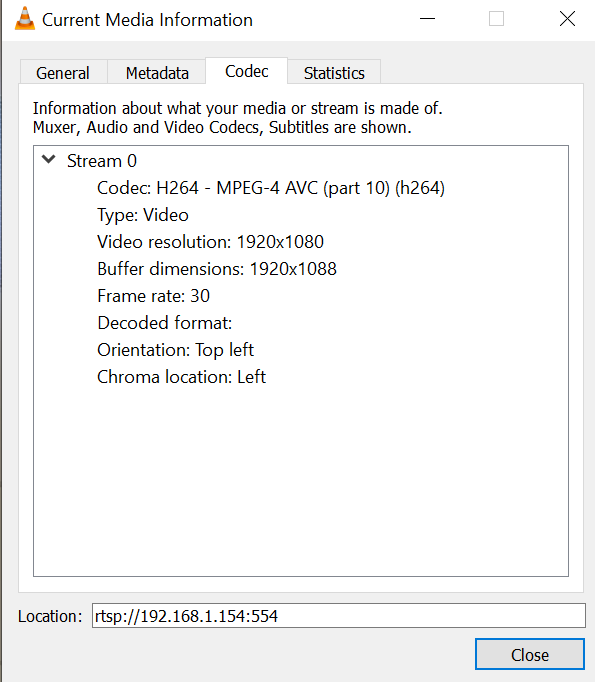 Current Media Information
General
Metadata
Codec
Statistics
Information about what your media or stream is made of.
Muxer, Audio and Video Codecs, Subtitles are shown.
Stream 0
Codec: H264 - MPEG-4 AVC (part 10) (h264)
Type: Video
Video resolution: 1920x1080
Buffer dimensions: 1920x1088
Frame rate: 30
Decoded format:
Orientation: Top left
Chroma location: Left
Location: rtsp://192.168.1.154:554
Close